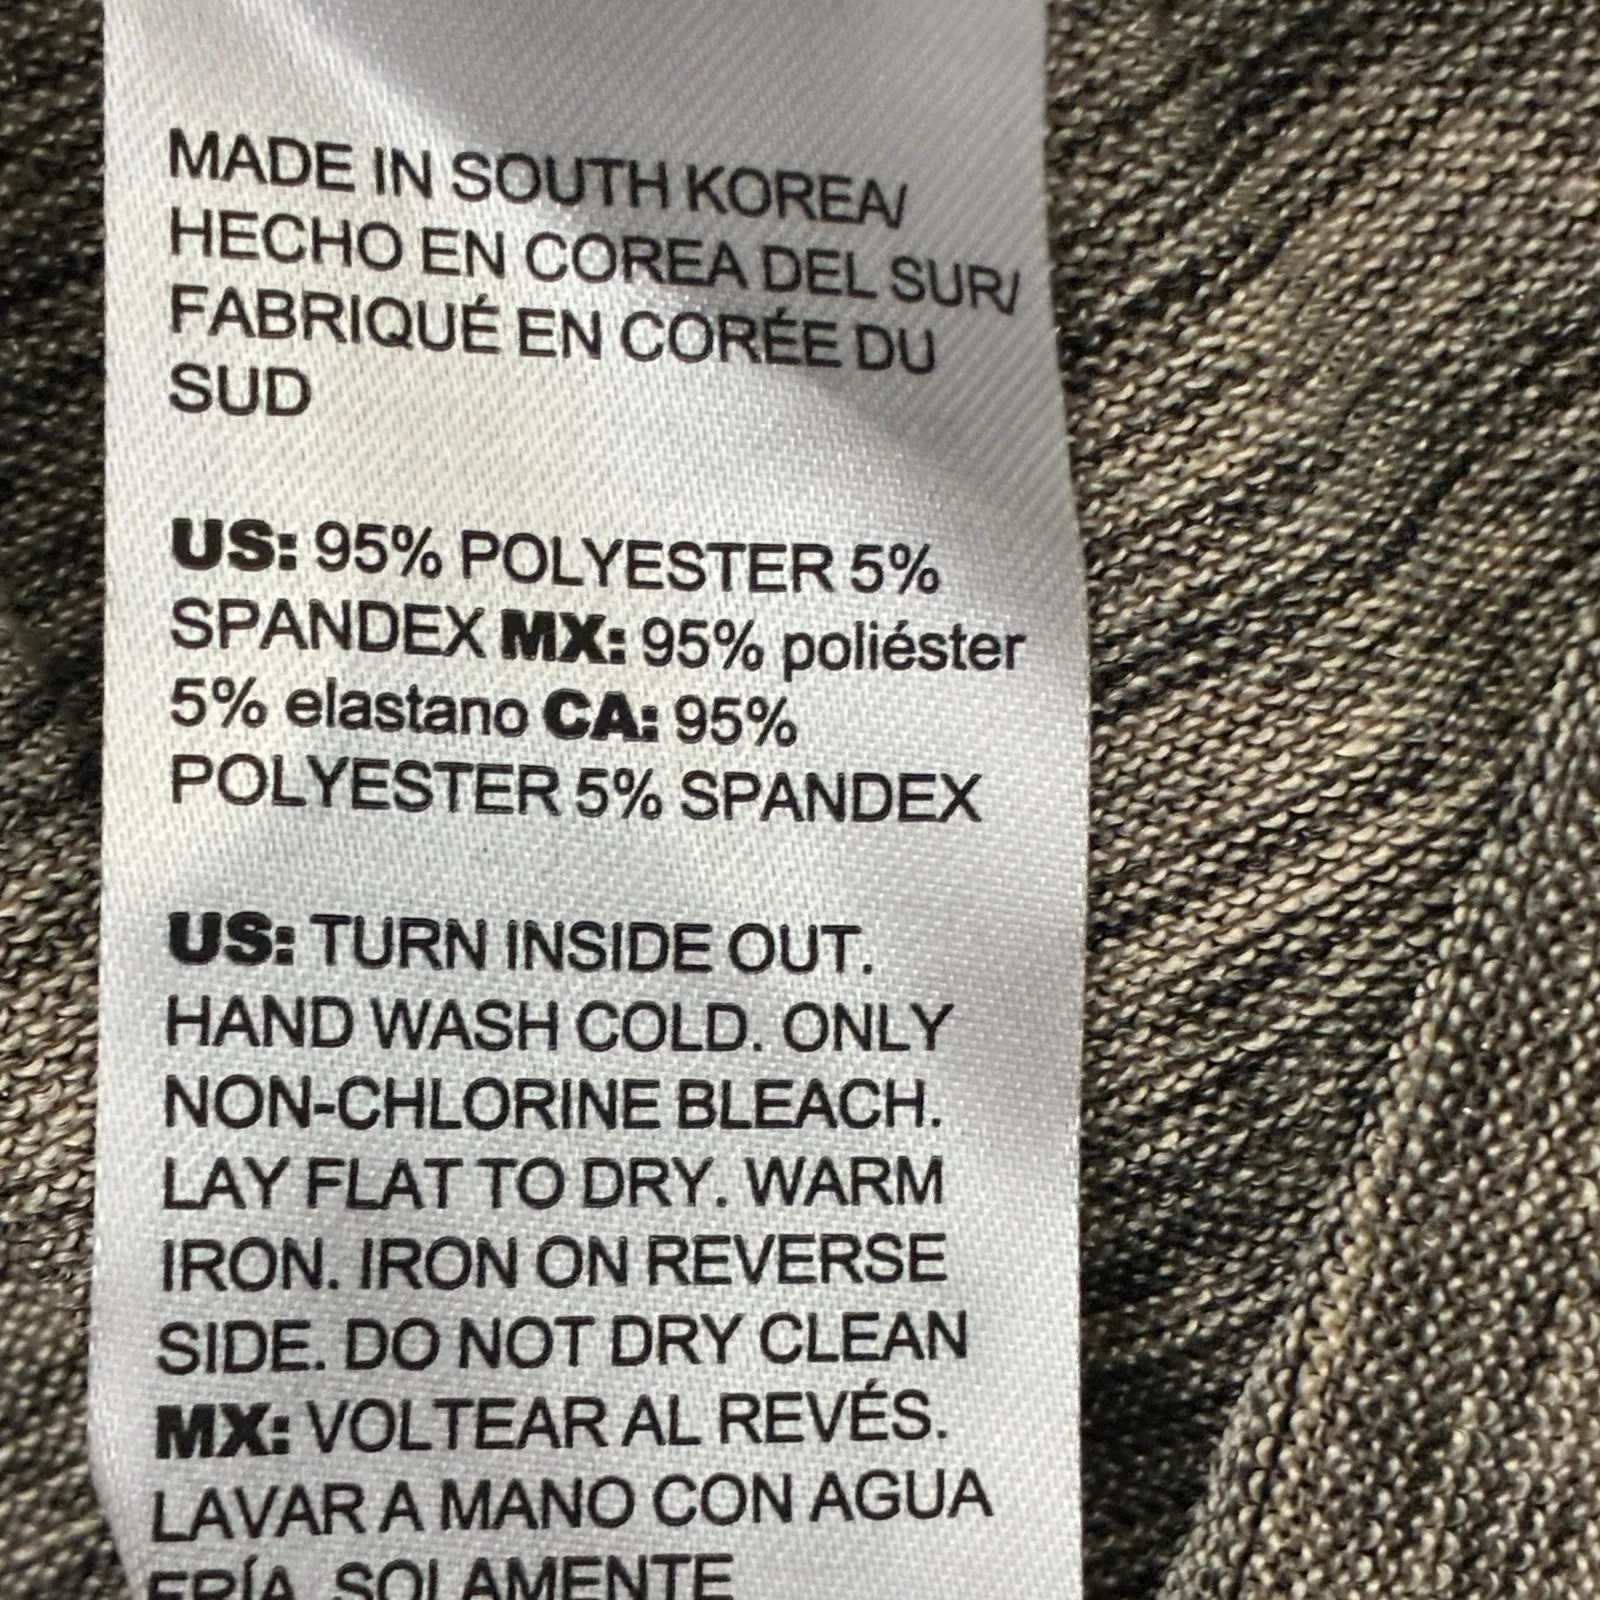 MADE IN SOUTH KOREA/
HECHO EN COREA DEL SUR/
FABRIQUÉ EN CORÉE DU
SUD
US: 95% POLYESTER 5%
SPANDEX MX: 95% poliéster
5% elastano CA: 95%
POLYESTER 5% SPANDEX
US: TURN INSIDE OUT.
HAND WASH COLD. ONLY
NON-CHLORINE BLEACH.
LAY FLAT TO DRY. WARM
IRON. IRON ON REVERSE
SIDE. DO NOT DRY CLEAN
MX: VOLTEAR AL REVÉS.
LAVAR A MANO CON AGUA
FRÍA. SOLAMENTE